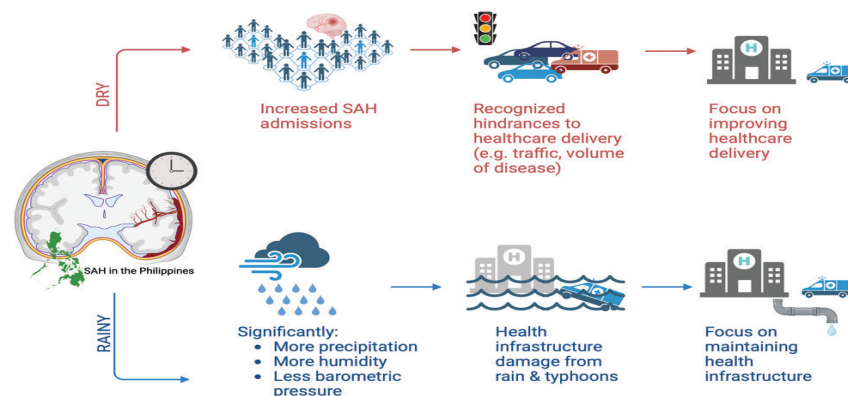 DRY
Increased SAH
admissions
Recognized
hindrances to
healthcare delivery
(e.g. traffic, volume
of disease)
H
Focus on
improving
healthcare
delivery
SAH in the Philippines
RAINY
Significantly:
• More precipitation
• More humidity
• Less barometric
pressure
H
Health
infrastructure
damage from
rain & typhoons
H
Focus on
maintaining
health
infrastructure